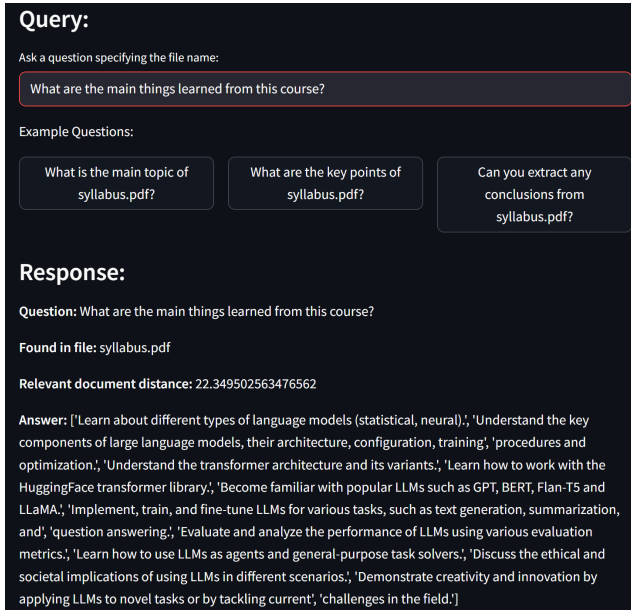 Query:
Ask a question specifying the file name:
What are the main things learned from this course?
Example Questions:
What is the main topic of
syllabus.pdf?
What are the key points of
syllabus.pdf?
Can you extract any
conclusions from
syllabus.pdf?
Response:
Question: What are the main things learned from this course?
Found in file: syllabus.pdf
Relevant document distance: 22.349502563476562
Answer: ['Learn about different types of language models (statistical, neural).', 'Understand the key
components of large language models, their architecture, configuration, training', 'procedures and
optimization.', 'Understand the transformer architecture and its variants.', 'Learn how to work with the
HuggingFace transformer library.', 'Become familiar with popular LLMs such as GPT, BERT, Flan-T5 and
LLaMA.', 'Implement, train, and fine-tune LLMs for various tasks, such as text generation, summarization,
and', 'question answering.', 'Evaluate and analyze the performance of LLMs using various evaluation
metrics.', 'Learn how to use LLMs as agents and general-purpose task solvers.', 'Discuss the ethical and
societal implications of using LLMs in different scenarios.', 'Demonstrate creativity and innovation by
applying LLMs to novel tasks or by tackling current', 'challenges in the field.']